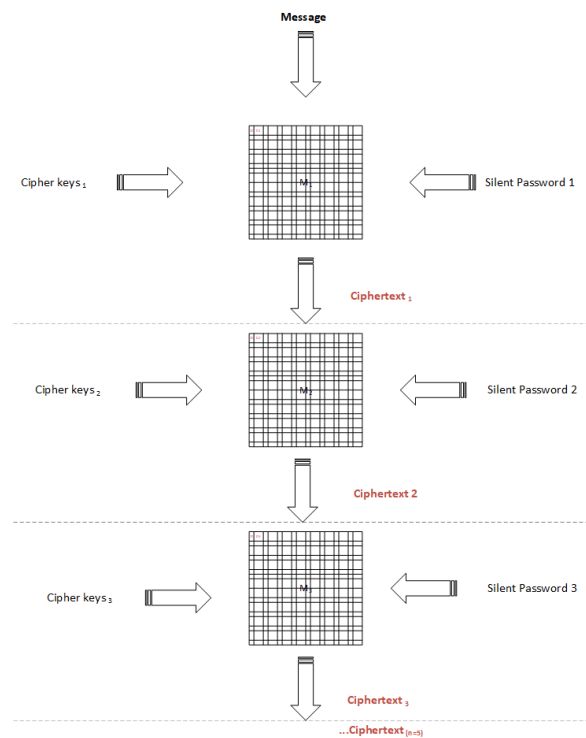 Message
Cipher keys 1
M1
Silent Password 1
Ciphertext 1
Cipher keys 2
M2
Silent Password 2
Ciphertext 2
Cipher keys 3
M3
Silent Password 3
Ciphertext 3
...Ciphertext (n=5)